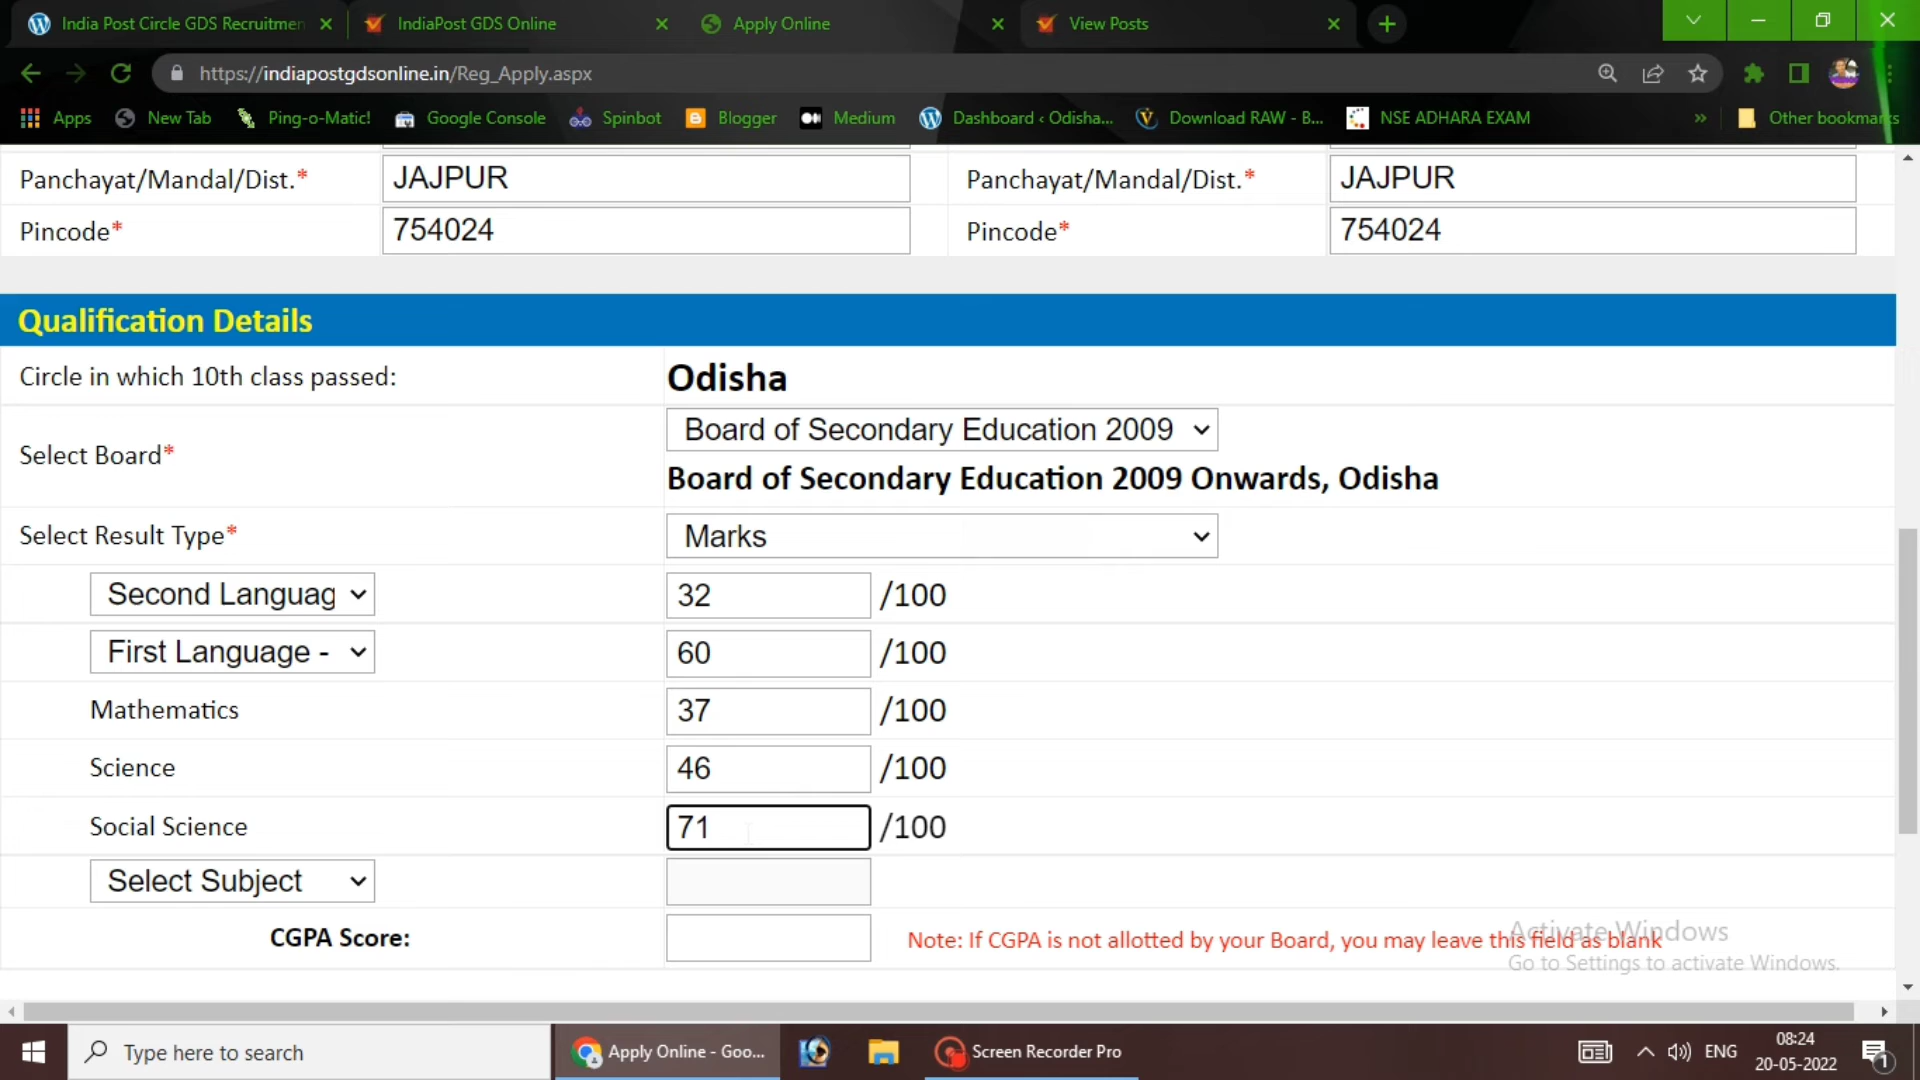 India Post Circle GDS Recruitmen
IndiaPost GDS Online
Apply Online
View Posts
https://indiapostgdsonline.in/Reg_Apply.aspx
Apps
New Tab
Ping-o-Matic!
Google Console
Spinbot
Blogger
Medium
Dashboard ‹ Odisha...
Download RAW - B...
NSE ADHARA EXAM
»
Other bookmarks
Panchayat/Mandal/Dist.* JAJPUR Panchayat/Mandal/Dist.* JAJPUR
Pincode* 754024 Pincode* 754024
Qualification Details
Circle in which 10th class passed: Odisha
Select Board* Board of Secondary Education 2009
Board of Secondary Education 2009 Onwards, Odisha
Select Result Type* Marks
Second Languag 32 /100
First Language - 60 /100
Mathematics 37 /100
Science 46 /100
Social Science 71 /100
Select Subject
CGPA Score: Note: If CGPA is not allotted by your Board, you may leave this field as blank
Activate Windows
Go to Settings to activate Windows.
Type here to search
Apply Online - Goo...
Screen Recorder Pro
ENG
08:24
20-05-2022
1